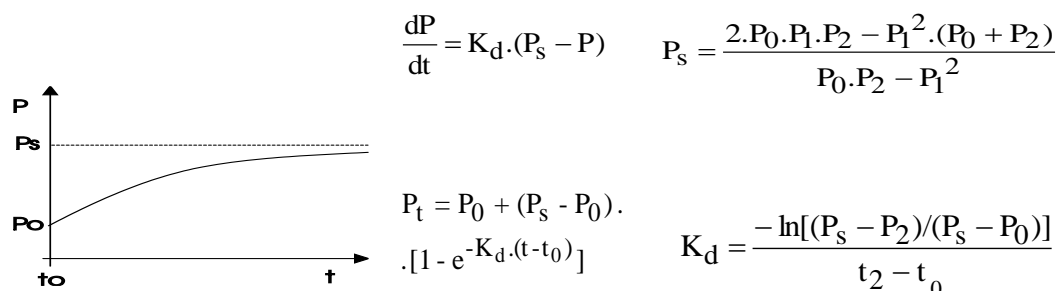 P
Ps
Po
to
t
dP/dt = K_d.(P_s − P)
P_t = P_0 + (P_s - P_0).
.[1 - e^{-K_d.(t-t_0)}]
P_s = (2.P_0.P_1.P_2 − P_1^2.(P_0 + P_2))/(P_0.P_2 − P_1^2)
K_d = (−ln[(P_s − P_2)/(P_s − P_0)])/(t_2 − t_0)